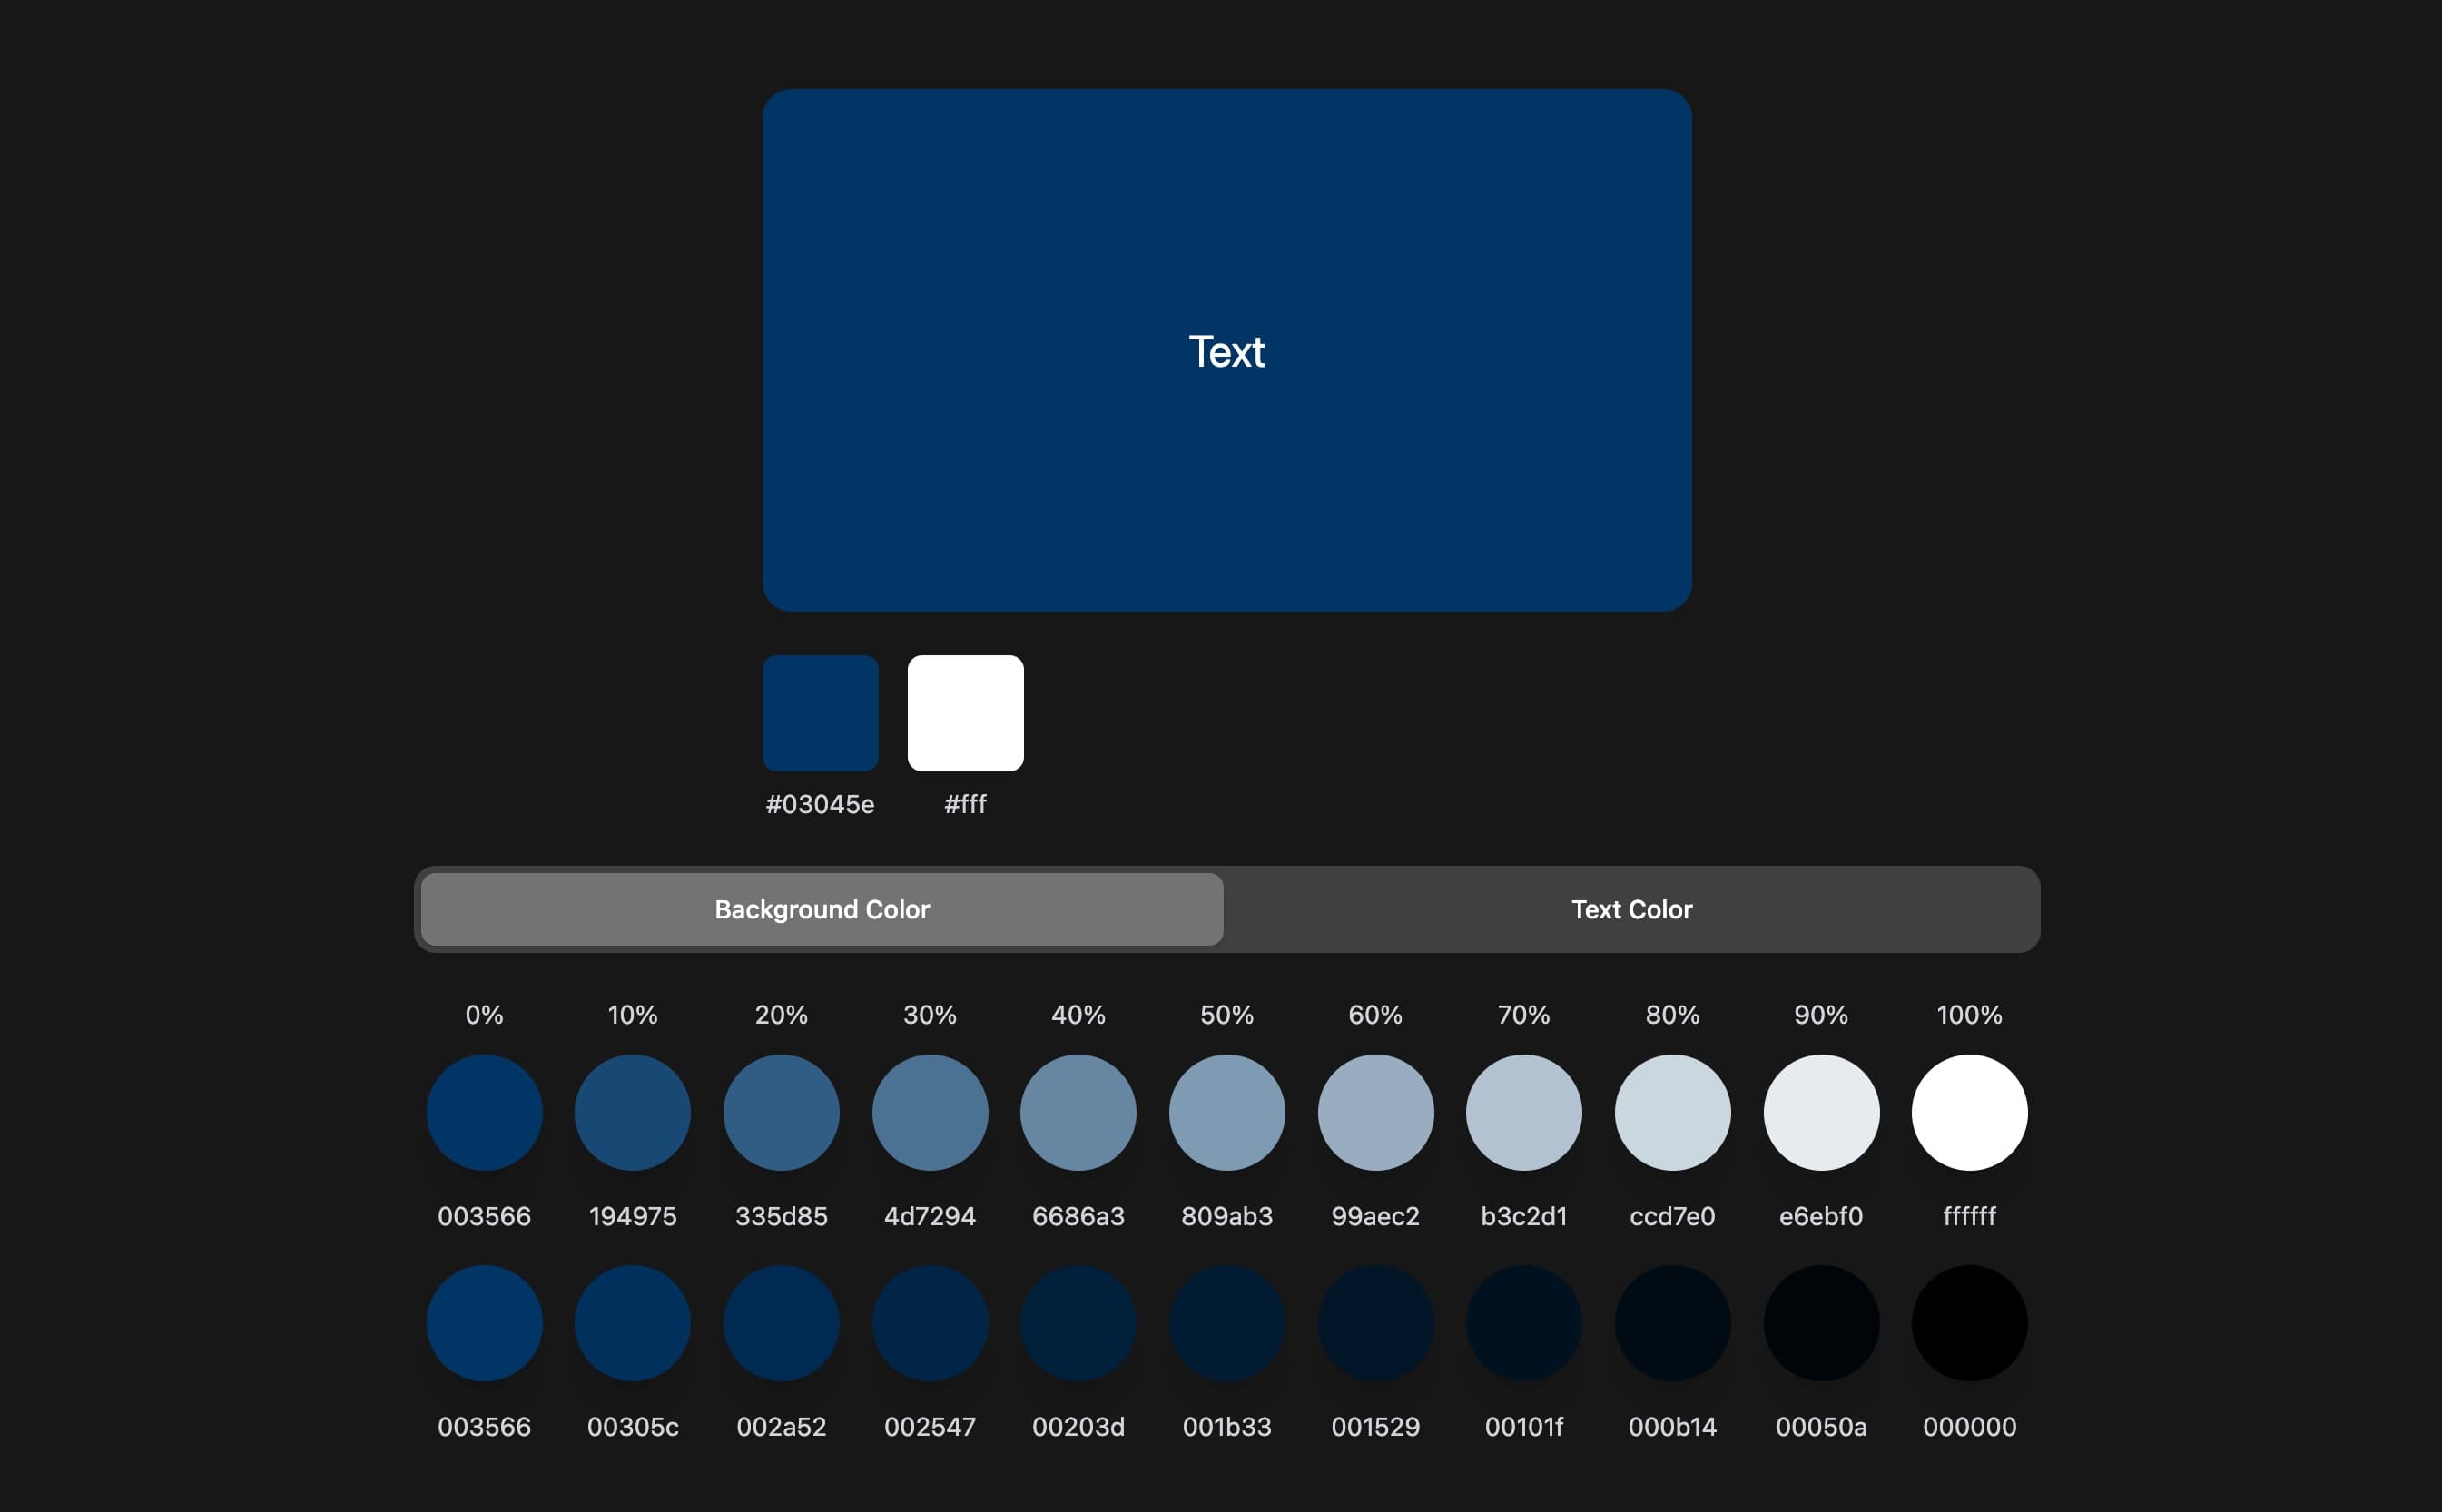 Text
#03045e #fff
Background Color Text Color
0% 10% 20% 30% 40% 50% 60% 70% 80% 90% 100%
003566 194975 335d85 4d7294 6686a3 809ab3 99aec2 b3c2d1 ccd7e0 e6ebf0 ffffff
003566 00305c 002a52 002547 00203d 001b33 001529 00101f 000b14 00050a 000000